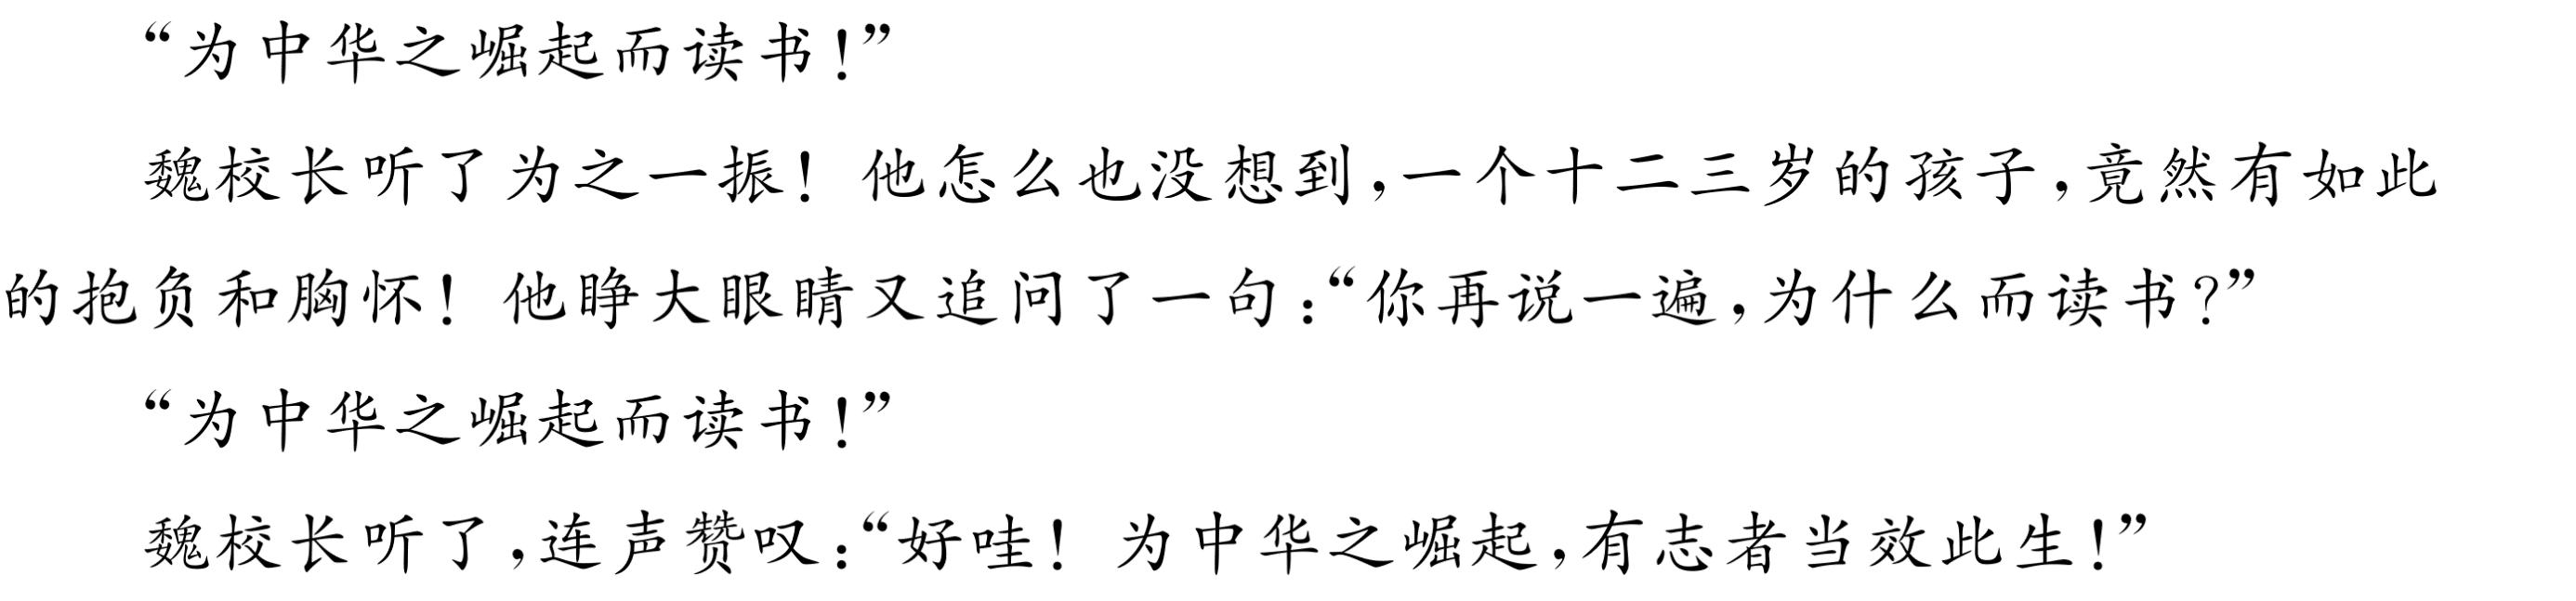 “为中华之崛起而读书！”
魏校长听了为之一振！他怎么也没想到，一个十二三岁的孩子，竟然有如此
的抱负和胸怀！他睁大眼睛又追问了一句：“你再说一遍，为什么而读书？”
“为中华之崛起而读书！”
魏校长听了，连声赞叹：“好哇！为中华之崛起，有志者当效此生！”